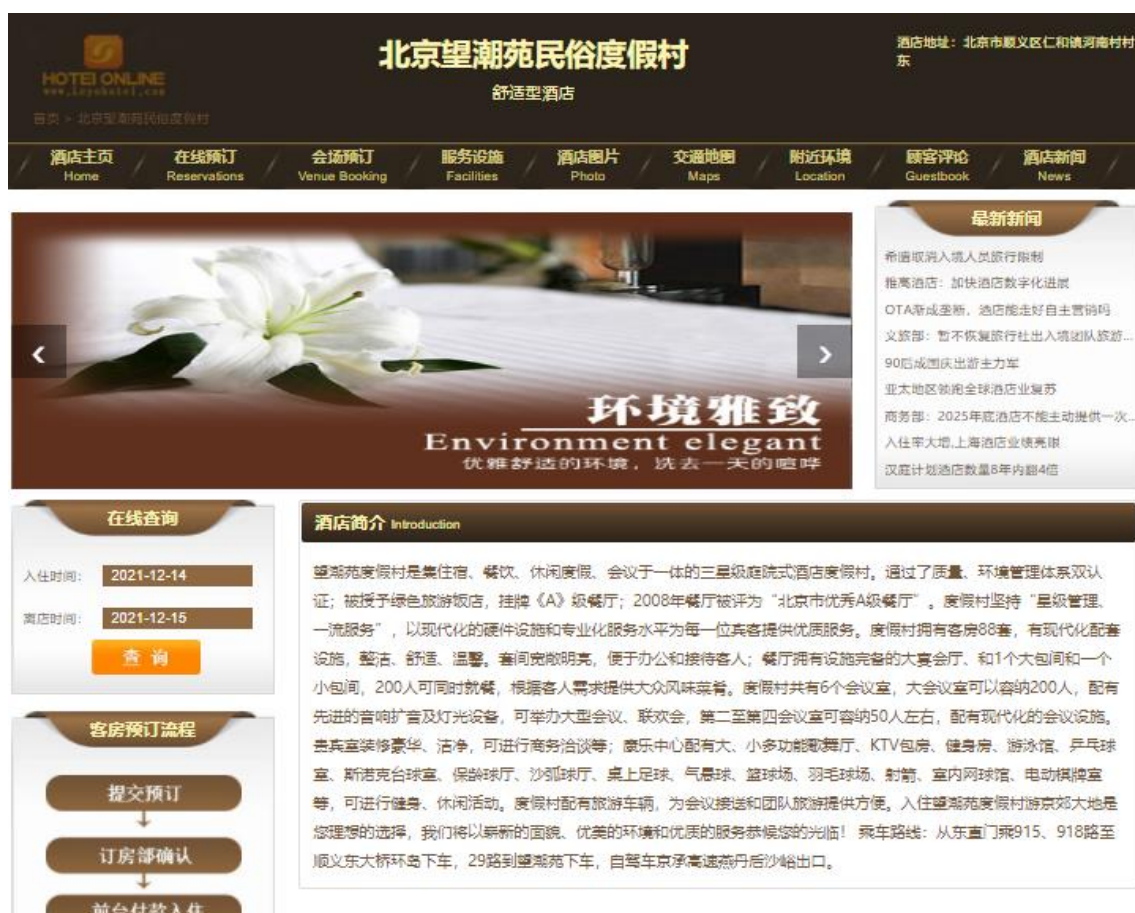 HOTEI ONLINE
首页 > 北京望潮苑民俗度假村
北京望潮苑民俗度假村
舒适型酒店
酒店地址：北京市顺义区仁和镇河南村村
东
酒店主页 在线预订 会场预订 服务设施 酒店图片 交通地图 附近环境 顾客评论 酒店新闻
Home Reservations Venue Booking Facilities Photo Maps Location Guestbook News
环境雅致
Environment elegant
优雅舒适的环境，洗去一天的喧哗
最新新闻
希腊取消入境人员旅行限制
雅高酒店：加快酒店数字化进展
OTA渐成垄断，酒店能走好自主营销吗
文旅部：暂不恢复旅行社出入境团队旅游...
90后成国庆出游主力军
亚太地区领跑全球酒店业复苏
商务部：2025年底酒店不能主动提供一次...
入住率大增,上海酒店业绩亮眼
汉庭计划酒店数量8年内翻4倍
在线查询
入住时间： 2021-12-14
离店时间： 2021-12-15
查 询
客房预订流程
提交预订
订房部确认
前台付款入住
酒店简介 Introduction
望潮苑度假村是集住宿、餐饮、休闲度假、会议于一体的三星级庭院式酒店度假村。通过了质量、环境管理体系双认
证；被授予绿色旅游饭店，挂牌《A》级餐厅；2008年餐厅被评为“北京市优秀A级餐厅”。度假村坚持“星级管理、
一流服务”，以现代化的硬件设施和专业化服务水平为每一位宾客提供优质服务。度假村拥有客房88套，有现代化配套
设施，整洁、舒适、温馨。套间宽敞明亮，便于办公和接待客人；餐厅拥有设施完备的大宴会厅、和1个大包间和一个
小包间，200人可同时就餐，根据客人需求提供大众风味菜肴。度假村共有6个会议室，大会议室可以容纳200人，配有
先进的音响扩音及灯光设备，可举办大型会议、联欢会，第二至第四会议室可容纳50人左右，配有现代化的会议设施。
贵宾室装修豪华、洁净，可进行商务洽谈等；康乐中心配有大、小多功能歌舞厅、KTV包房、健身房、游泳馆、乒乓球
室、斯诺克台球室、保龄球厅、沙弧球厅、桌上足球、气悬球、篮球场、羽毛球场、射箭、室内网球馆、电动棋牌室
等，可进行健身、休闲活动。度假村配有旅游车辆，为会议接送和团队旅游提供方便。入住望潮苑度假村游京郊大地是
您理想的选择，我们将以崭新的面貌、优美的环境和优质的服务恭候您的光临！ 乘车路线：从东直门乘915、918路至
顺义东大桥环岛下车，29路到望潮苑下车，自驾车京承高速燕丹后沙峪出口。